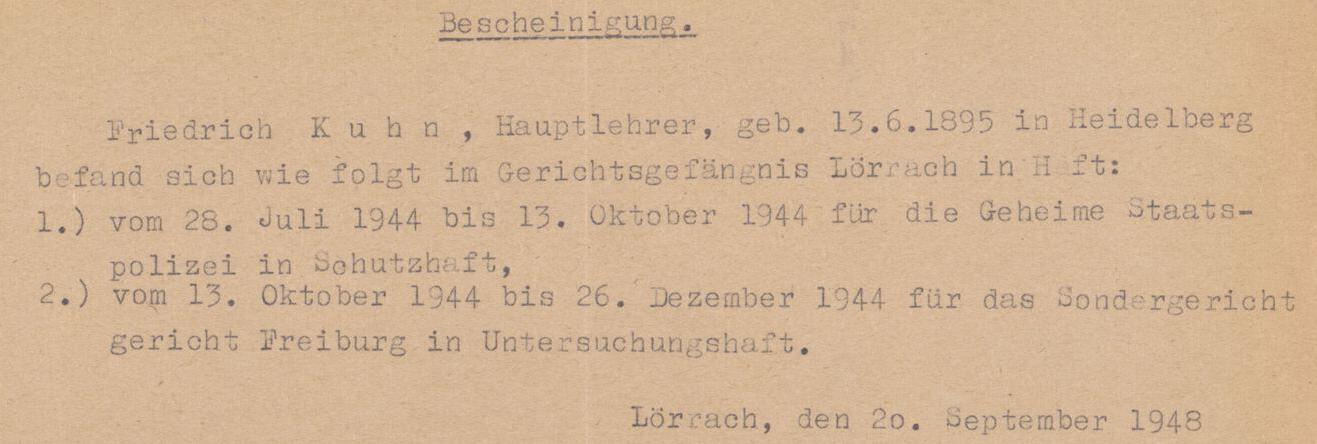 Bescheinigung.
Friedrich K u h n , Hauptlehrer, geb. 13.6.1895 in Heidelberg
befand sich wie folgt im Gerichtsgefängnis Lörrach in Haft:
1.) vom 28. Juli 1944 bis 13. Oktober 1944 für die Geheime Staats-
polizei in Schutzhaft,
2.) vom 13. Oktober 1944 bis 26. Dezember 1944 für das Sondergericht
gericht Freiburg in Untersuchungshaft.
Lörrach, den 2o. September 1948